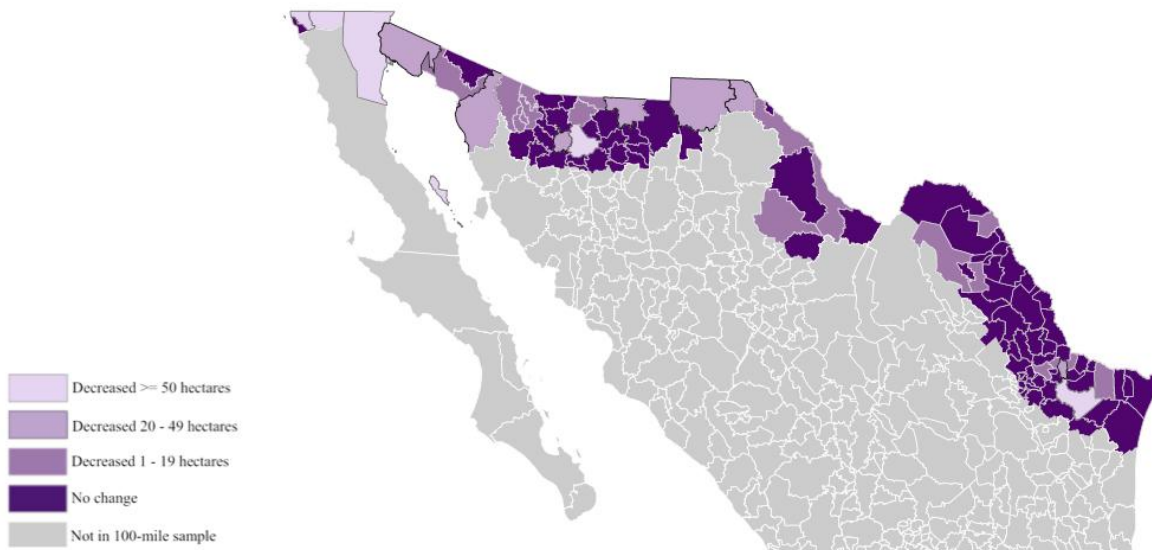 Decreased >= 50 hectares
Decreased 20 - 49 hectares
Decreased 1 - 19 hectares
No change
Not in 100-mile sample